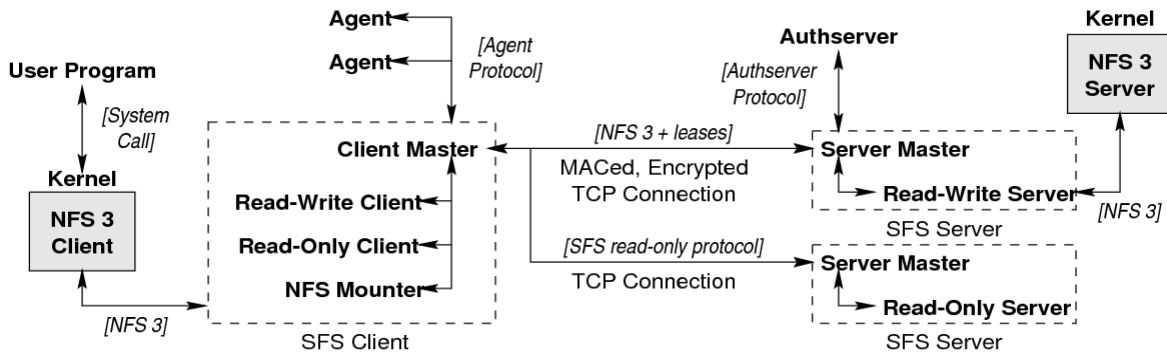 Agent
Agent
[Agent
Protocol]
User Program
[System
Call]
Kernel
NFS 3
Client
[NFS 3]
Client Master
Read-Write Client
Read-Only Client
NFS Mounter
SFS Client
[NFS 3 + leases]
MACed, Encrypted
TCP Connection
[SFS read-only protocol]
TCP Connection
Authserver
[Authserver
Protocol]
Server Master
Read-Write Server
SFS Server
Server Master
Read-Only Server
SFS Server
Kernel
NFS 3
Server
[NFS 3]